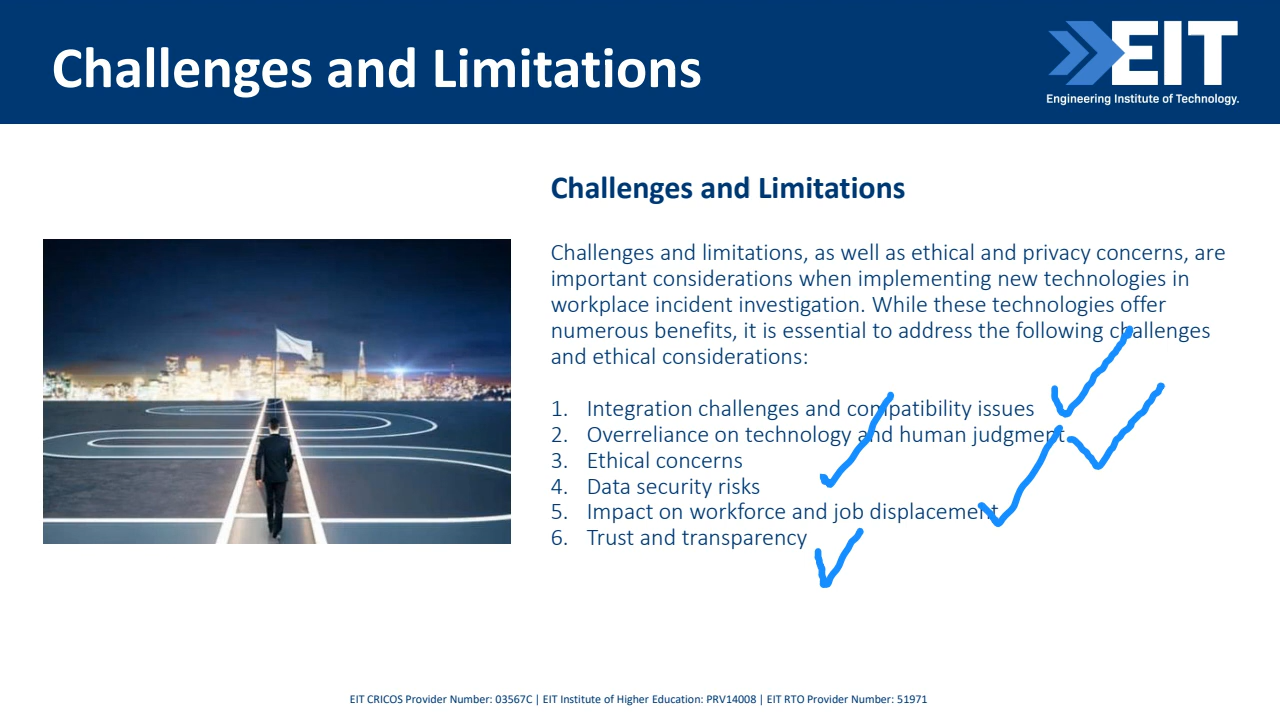 Challenges and Limitations
EIT
Engineering Institute of Technology.
Challenges and Limitations
Challenges and limitations, as well as ethical and privacy concerns, are
important considerations when implementing new technologies in
workplace incident investigation. While these technologies offer
numerous benefits, it is essential to address the following challenges
and ethical considerations:
1. Integration challenges and compatibility issues
2. Overreliance on technology and human judgment
3. Ethical concerns
4. Data security risks
5. Impact on workforce and job displacement
6. Trust and transparency
EIT CRICOS Provider Number: 03567C | EIT Institute of Higher Education: PRV14008 | EIT RTO Provider Number: 51971